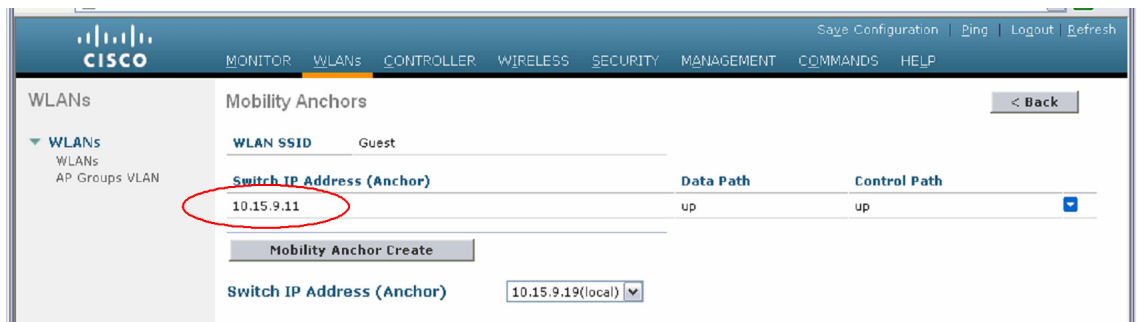 Save Configuration | Ping | Logout | Refresh
CISCO
MONITOR WLANs CONTROLLER WIRELESS SECURITY MANAGEMENT COMMANDS HELP
WLANs
Mobility Anchors
< Back
WLANs
WLANs
AP Groups VLAN
WLAN SSID Guest
Switch IP Address (Anchor) Data Path Control Path
10.15.9.11 up up
Mobility Anchor Create
Switch IP Address (Anchor) 10.15.9.19(local)